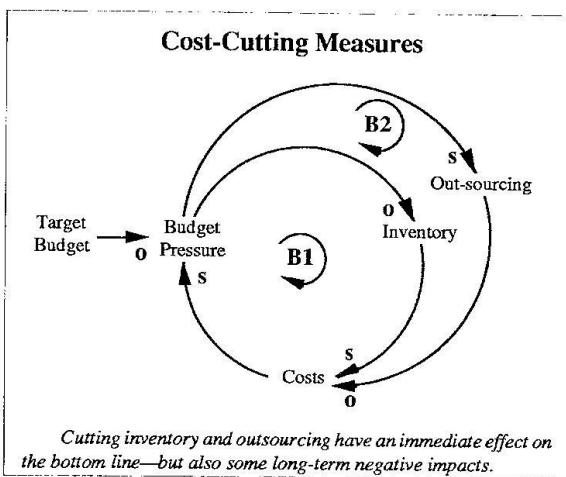 Cost-Cutting Measures
B2
s
Out-sourcing
o
Inventory
Target
Budget
o
Budget
Pressure
s
B1
s
Costs
o
Cutting inventory and outsourcing have an immediate effect on
the bottom line—but also some long-term negative impacts.